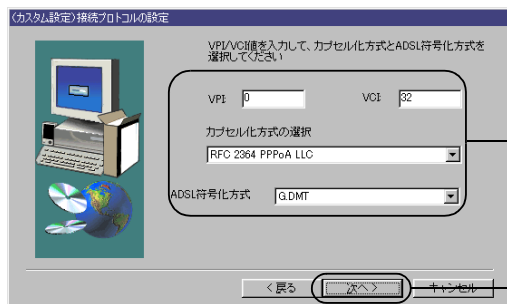 (カスタム設定)接続プロトコルの設定
VPI/VCI値を入力して、カプセル化方式とADSL符号化方式を
選択してください
VPI: 0 VCI: 32
カプセル化方式の選択
RFC 2364 PPPoA LLC
ADSL符号化方式 G.DMT
< 戻る 次へ > キャンセル